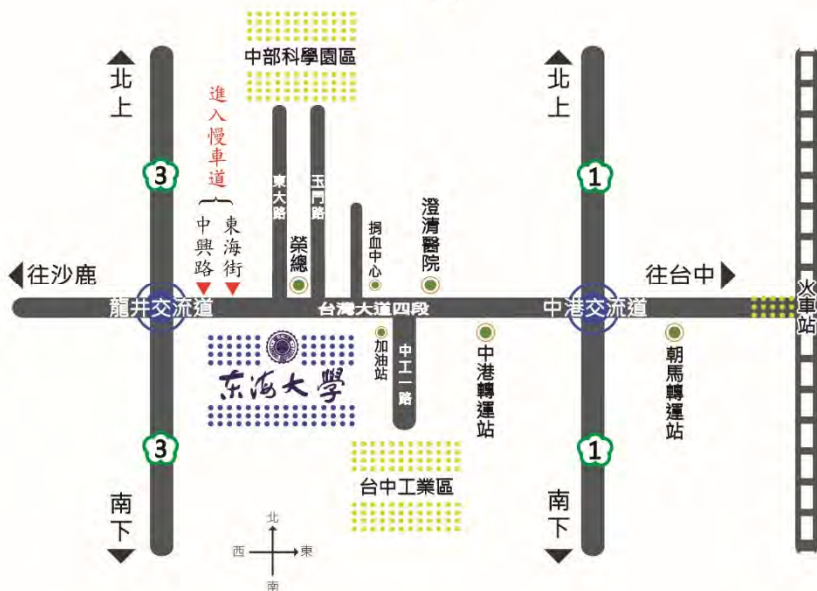 中部科學園區
北上
北上
進入慢車道
3
1
東大路
玉門路
中興路
東海街
榮總
捐血中心
澄清醫院
往沙鹿
往台中
火車站
龍井交流道
台灣大道四段
中港交流道
东海大學
加油站
中工一路
中港轉運站
朝馬轉運站
3
1
台中工業區
南下
南下
北
西
東
南